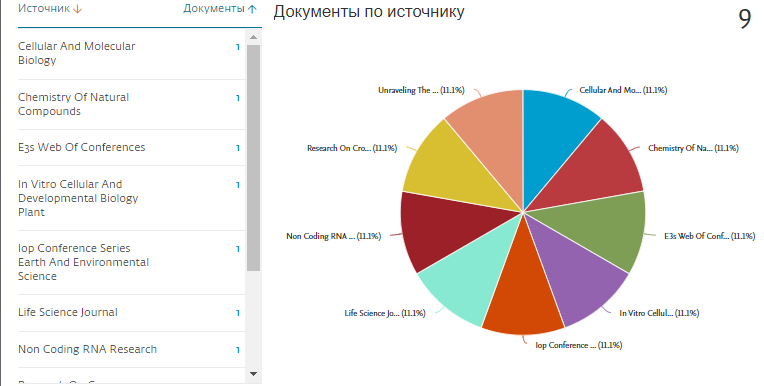 Источник ↓
Документы ↑
Cellular And Molecular
Biology
1
Chemistry Of Natural
Compounds
1
E3s Web Of Conferences
1
In Vitro Cellular And
Developmental Biology
Plant
1
Iop Conference Series
Earth And Environmental
Science
1
Life Science Journal
1
Non Coding RNA Research
1
Документы по источнику
9
Unraveling The ... (11.1%)
Cellular And Mo... (11.1%)
Research On Cro... (11.1%)
Chemistry Of Na... (11.1%)
Non Coding RNA ... (11.1%)
E3s Web Of Conf... (11.1%)
Life Science Jo... (11.1%)
In Vitro Cellul... (11.1%)
Iop Conference ... (11.1%)